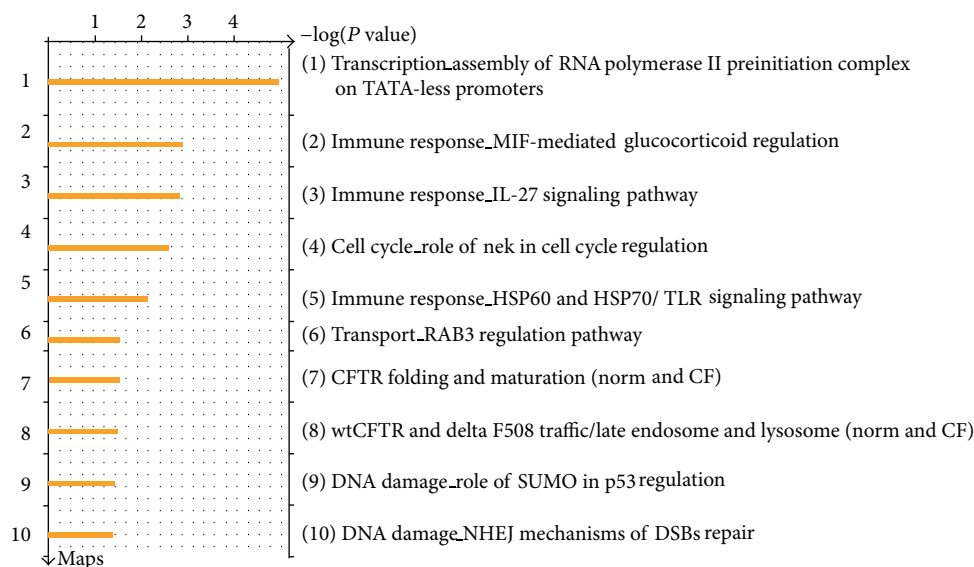 1 2 3 4
−log(P value)
1 (1) Transcription_assembly of RNA polymerase II preinitiation complex
on TATA-less promoters
2 (2) Immune response_MIF-mediated glucocorticoid regulation
3 (3) Immune response_IL-27 signaling pathway
4 (4) Cell cycle_role of nek in cell cycle regulation
5 (5) Immune response_HSP60 and HSP70/ TLR signaling pathway
6 (6) Transport_RAB3 regulation pathway
7 (7) CFTR folding and maturation (norm and CF)
8 (8) wtCFTR and delta F508 traffic/late endosome and lysosome (norm and CF)
9 (9) DNA damage_role of SUMO in p53 regulation
10 (10) DNA damage_NHEJ mechanisms of DSBs repair
Maps